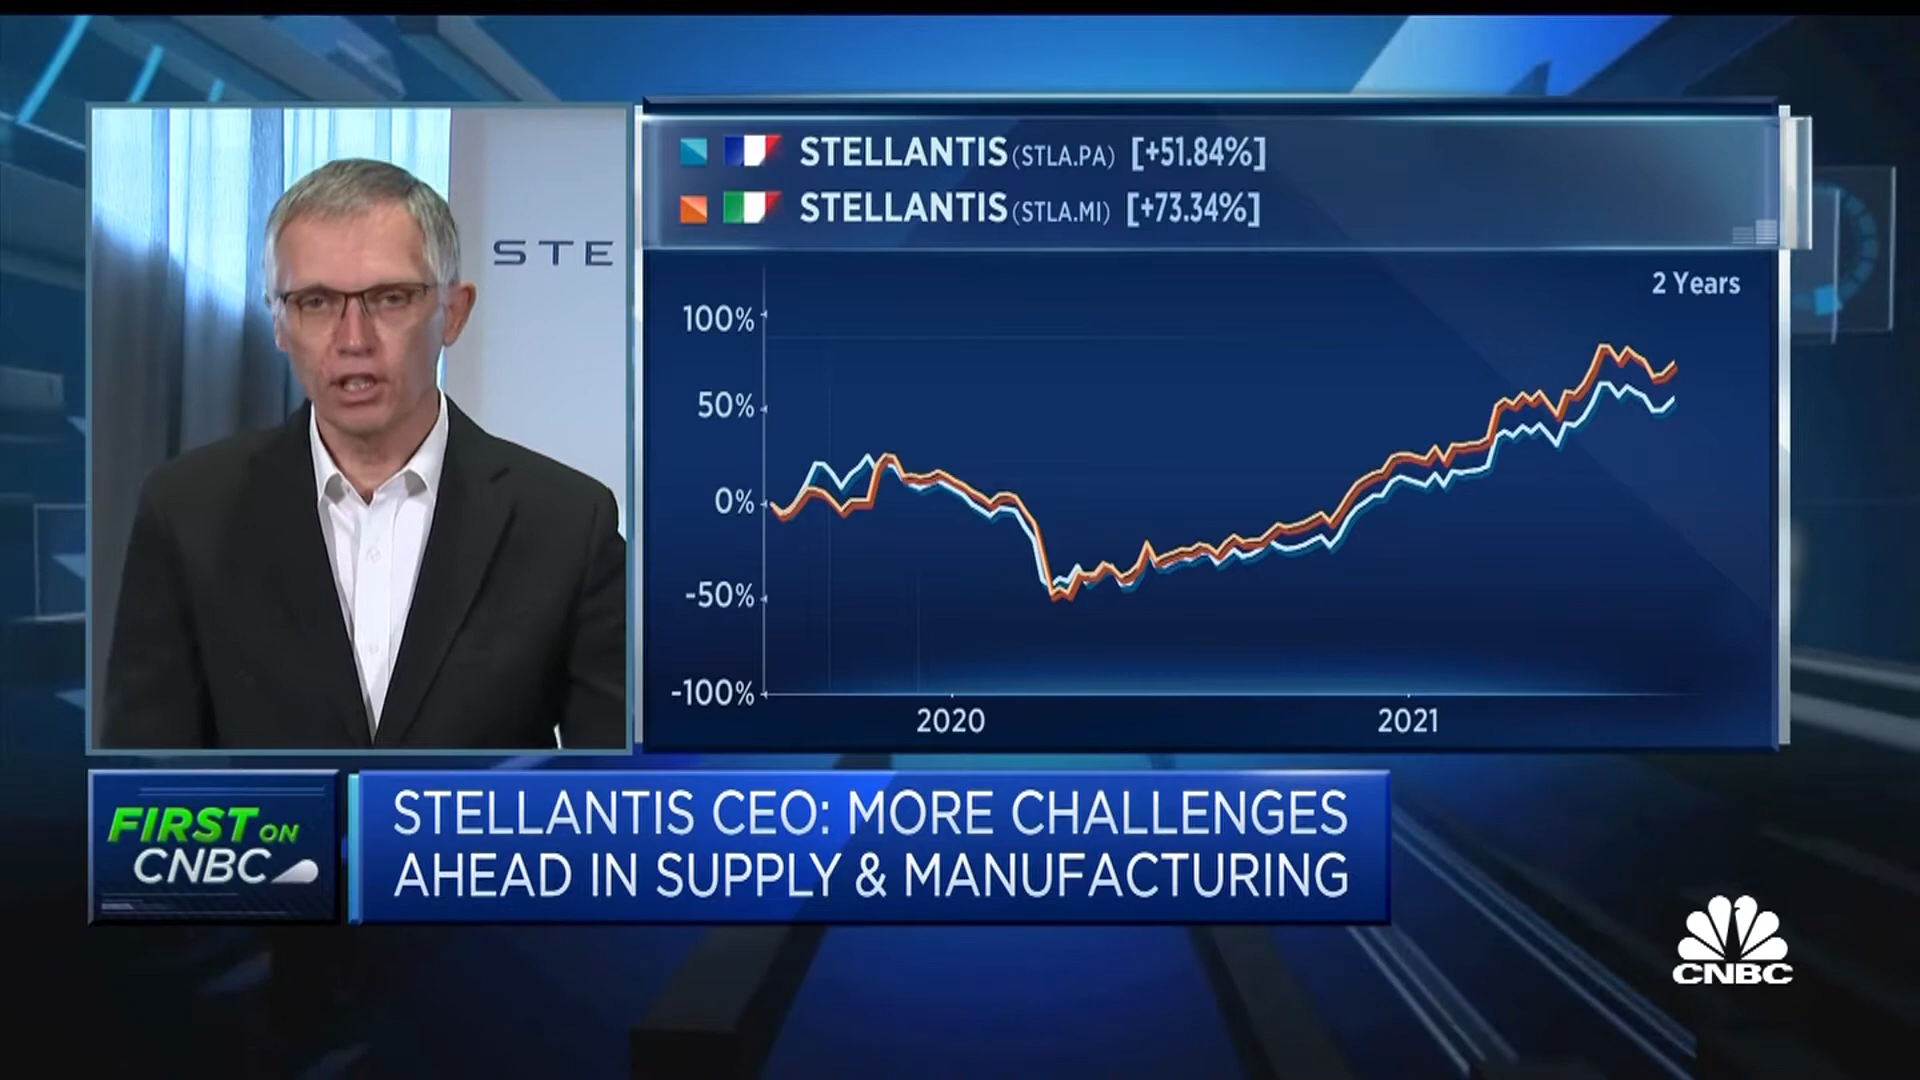 STELLANTIS (STLA.PA) [+51.84%]
STELLANTIS (STLA.MI) [+73.34%]
STE
2 Years
100%
50%
0%
-50%
-100%
2020
2021
FIRST ON
CNBC
STELLANTIS CEO: MORE CHALLENGES
AHEAD IN SUPPLY & MANUFACTURING
CNBC